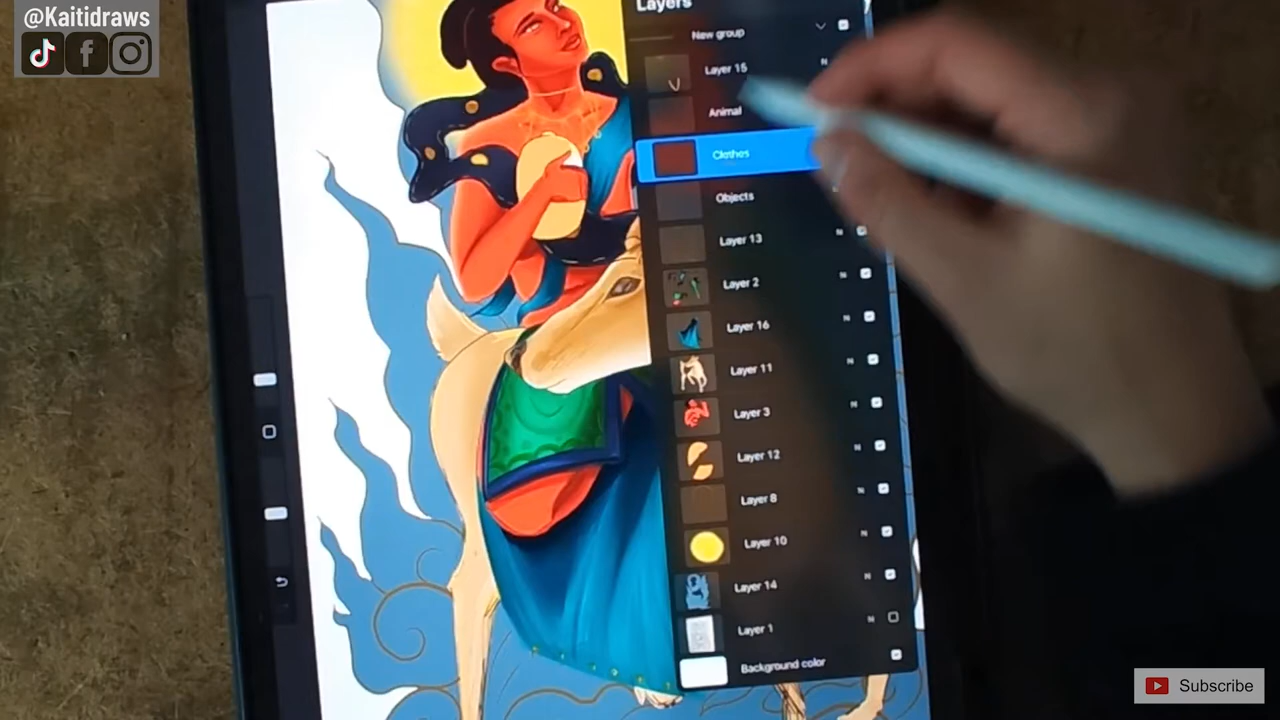 @Kaitidraws
Layers
New group
Layer 15
N
Animal
Clothes
Objects
Layer 13
N
Layer 2
N
Layer 16
N
Layer 11
N
Layer 3
N
Layer 12
N
Layer 8
N
Layer 10
N
Layer 14
N
Layer 1
N
Background color
Subscribe